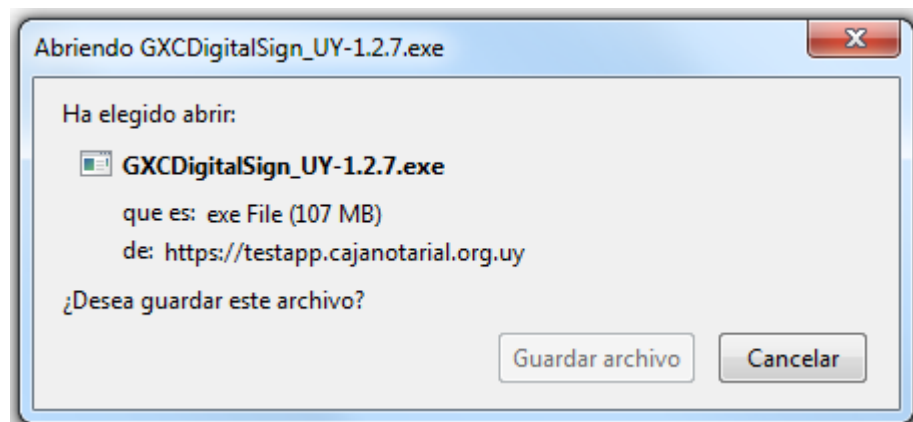 Abriendo GXCDigitalSign_UY-1.2.7.exe
Ha elegido abrir:
GXCDigitalSign_UY-1.2.7.exe
que es: exe File (107 MB)
de: https://testapp.cajanotarial.org.uy
¿Desea guardar este archivo?
Guardar archivo Cancelar